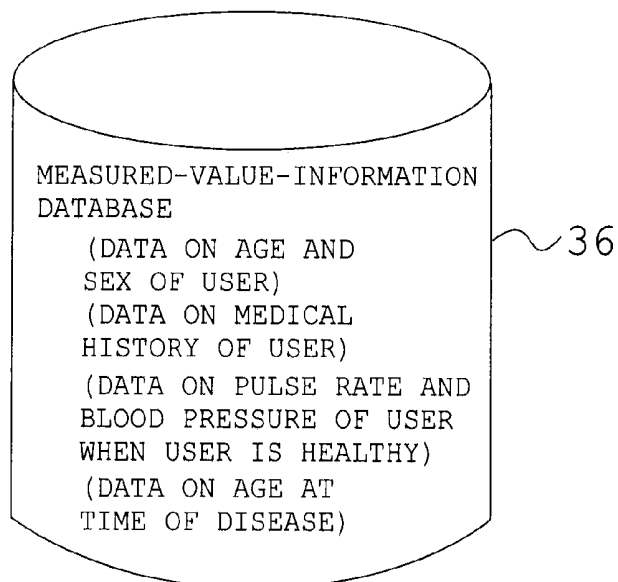 MEASURED-VALUE-INFORMATION
DATABASE
(DATA ON AGE AND
SEX OF USER)
(DATA ON MEDICAL
HISTORY OF USER)
(DATA ON PULSE RATE AND
BLOOD PRESSURE OF USER
WHEN USER IS HEALTHY)
(DATA ON AGE AT
TIME OF DISEASE)
36